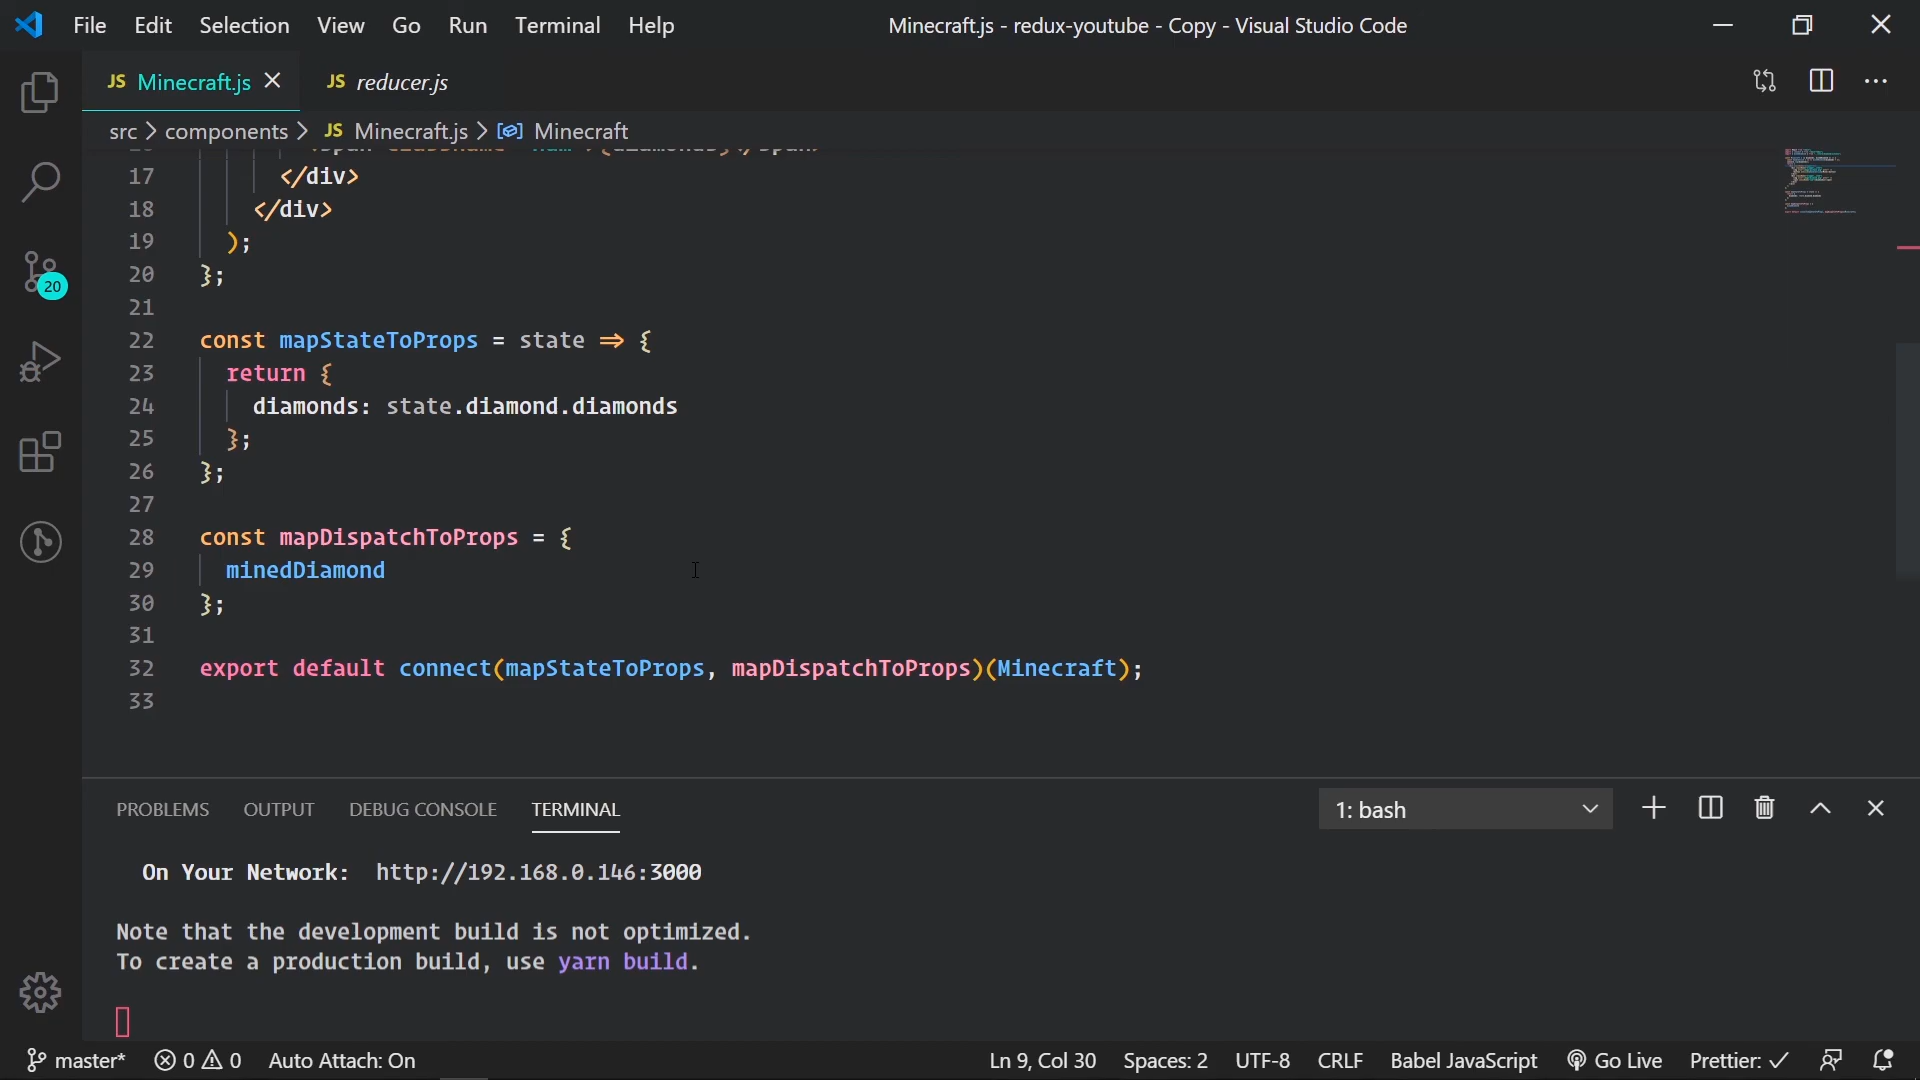 File Edit Selection View Go Run Terminal Help Minecraft.js - redux-youtube - Copy - Visual Studio Code
JS Minecraft.js JS reducer.js
src > components > JS Minecraft.js > Minecraft
17 </div>
18 </div>
19 );
20 };
21
22 const mapStateToProps = state ⇒ {
23 return {
24 diamonds: state.diamond.diamonds
25 };
26 };
27
28 const mapDispatchToProps = {
29 minedDiamond
30 };
31
32 export default connect(mapStateToProps, mapDispatchToProps)(Minecraft);
33
20
PROBLEMS OUTPUT DEBUG CONSOLE TERMINAL 1: bash
On Your Network: http://192.168.0.146:3000
Note that the development build is not optimized.
To create a production build, use yarn build.
master* 0 0 Auto Attach: On Ln 9, Col 30 Spaces: 2 UTF-8 CRLF Babel JavaScript Go Live Prettier: ✓